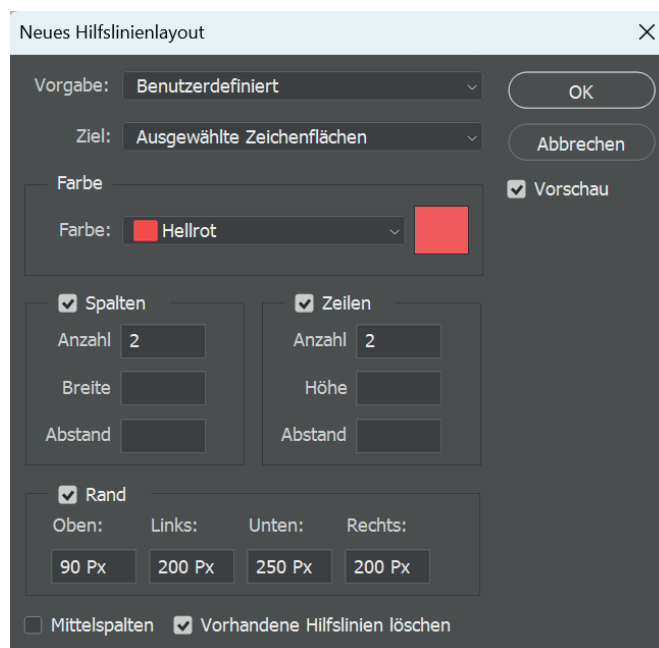 Neues Hilfslinienlayout
Vorgabe: Benutzerdefiniert
OK
Ziel: Ausgewählte Zeichenflächen
Abbrechen
Farbe
Vorschau
Farbe: Hellrot
Spalten
Zeilen
Anzahl 2
Anzahl 2
Breite
Höhe
Abstand
Abstand
Rand
Oben: Links: Unten: Rechts:
90 Px 200 Px 250 Px 200 Px
Mittelspalten Vorhandene Hilfslinien löschen